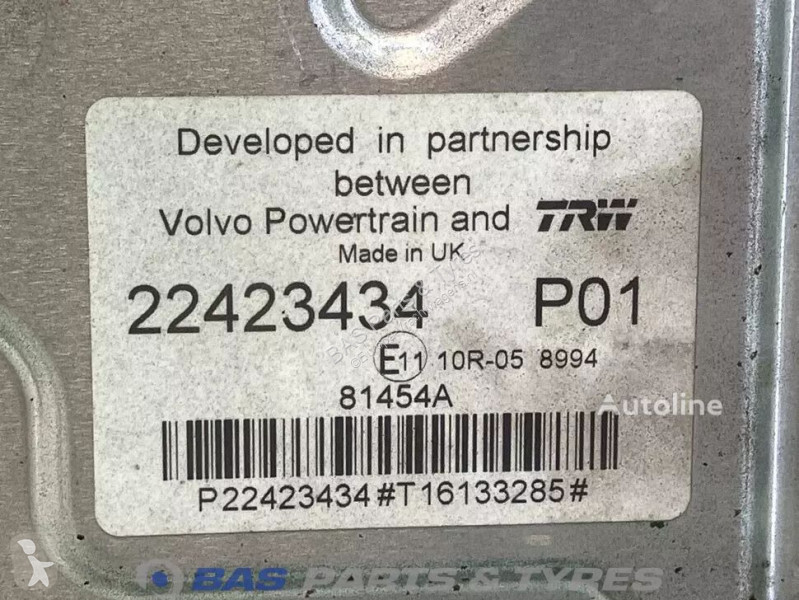 Developed in partnership
between
Volvo Powertrain and TRW
Made in UK
22423434 P01
E11 10R-05 8994
81454A
Autoline
P22423434#T16133285#
BAS PARTS & TYRES